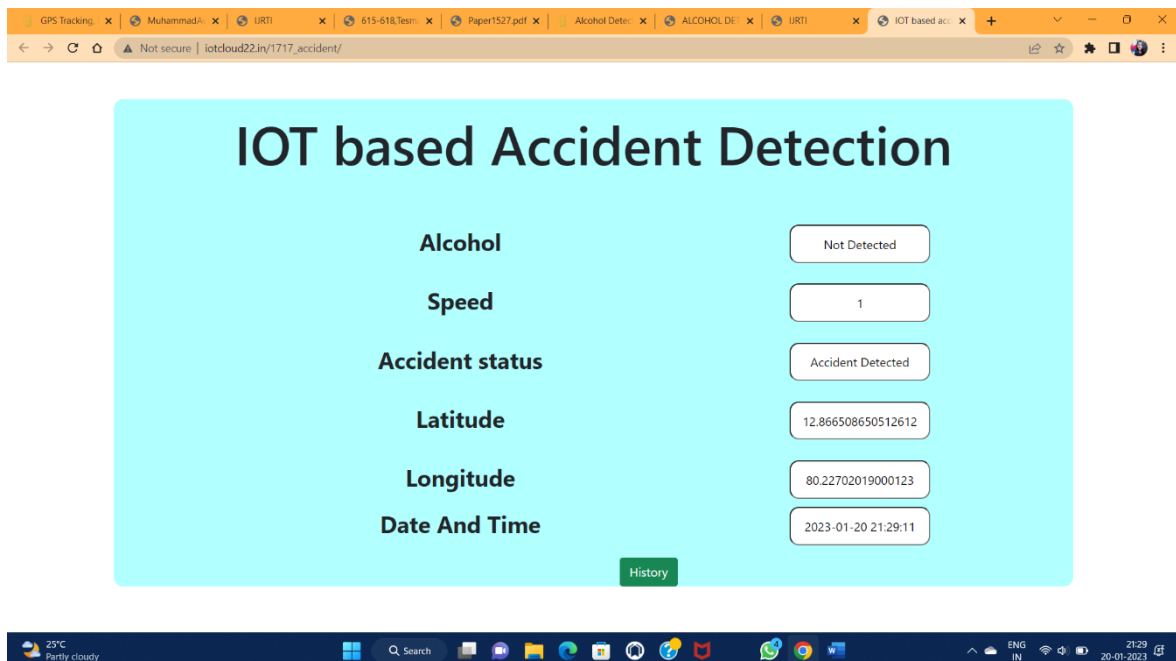 GPS Tracking, MuhammadA IJRTI 615-618,Tesm Paper1527.pdf Alcohol Detec ALCOHOL DET IJRTI IOT based acc
Not secure | iotcloud22.in/1717_accident/
IOT based Accident Detection
Alcohol Not Detected
Speed 1
Accident status Accident Detected
Latitude 12.866508650512612
Longitude 80.22702019000123
Date And Time 2023-01-20 21:29:11
History
25°C
Partly cloudy
Search
4
ENG
IN
21:29
20-01-2023